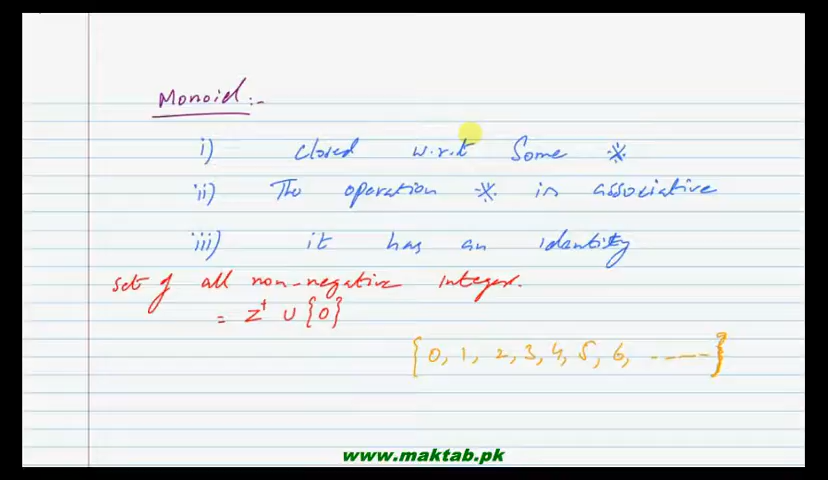 Monoid :-
i) closed w.r.t some *
ii) The operation * is associative
iii) it has an identity
set of all non-negative integers.
= Z⁺ ∪ {0}
{0, 1, 2, 3, 4, 5, 6, ------}
www.maktab.pk